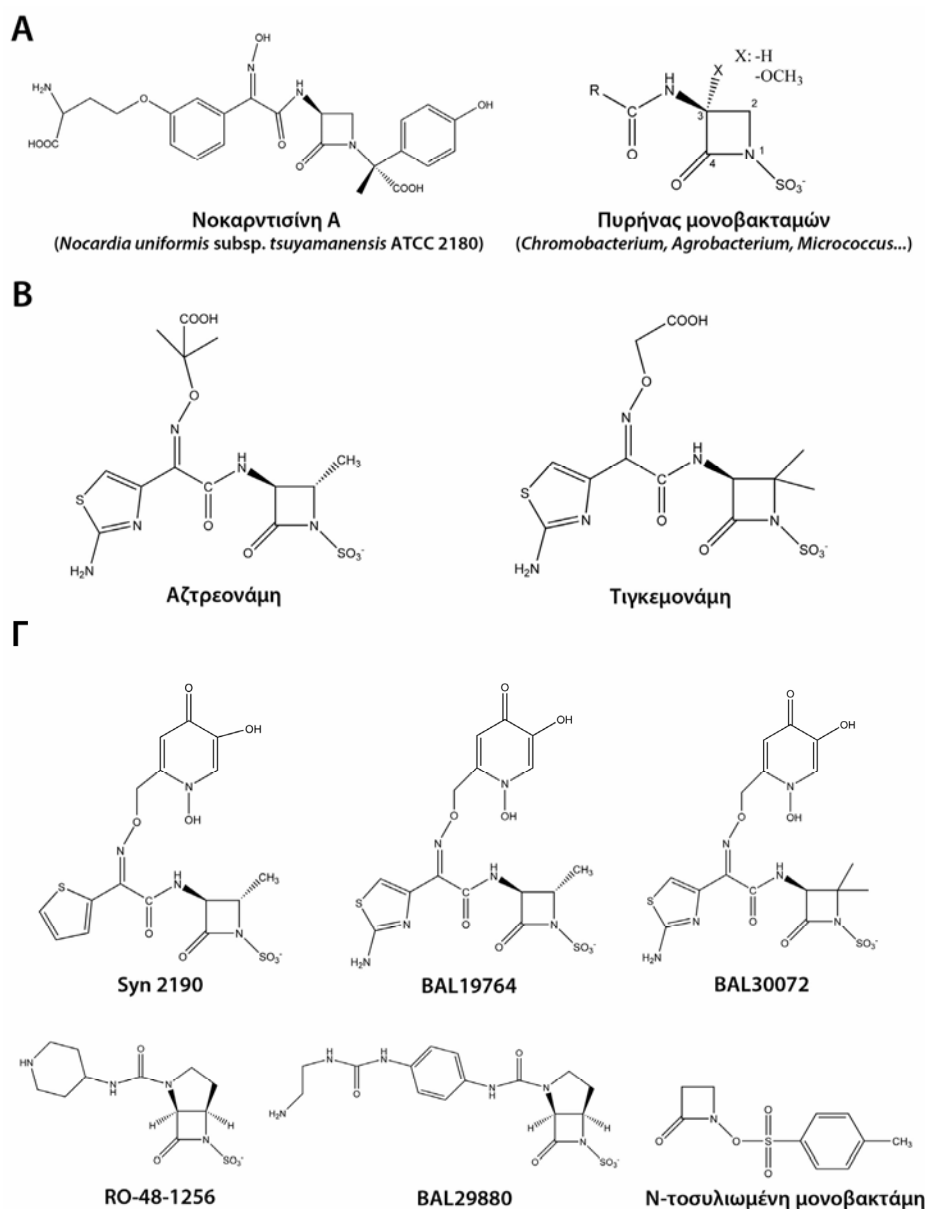 Α
X: -H
-OCH3
Νοκαρντισίνη Α
(Nocardia uniformis subsp. tsuyamanensis ATCC 2180)
Πυρήνας μονοβακταμών
(Chromobacterium, Agrobacterium, Micrococcus...)
Β
Αζτρεονάμη
Τιγκεμονάμη
Γ
Syn 2190
BAL19764
BAL30072
RO-48-1256
BAL29880
Ν-τοσυλιωμένη μονοβακτάμη